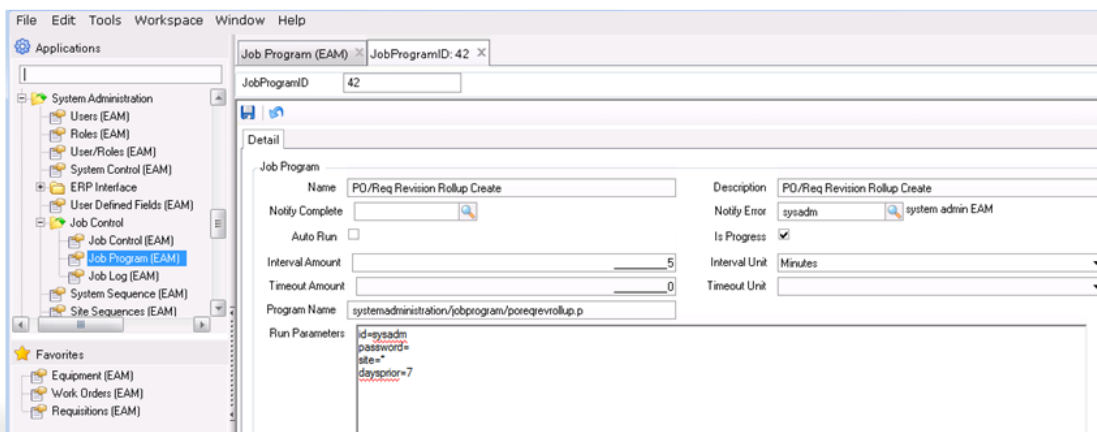 File Edit Tools Workspace Window Help
Applications
System Administration
Users (EAM)
Roles (EAM)
User/Roles (EAM)
System Control (EAM)
ERP Interface
User Defined Fields (EAM)
Job Control
Job Control (EAM)
Job Program (EAM)
Job Log (EAM)
System Sequence (EAM)
Site Sequences (EAM)
Favorites
Equipment (EAM)
Work Orders (EAM)
Requisitions (EAM)
Job Program (EAM) JobProgramID: 42
JobProgramID 42
Detail
Job Program
Name PO/Req Revision Rollup Create Description PO/Req Revision Rollup Create
Notify Complete Notify Error sysadm system admin EAM
Auto Run Is Progress
Interval Amount 5 Interval Unit Minutes
Timeout Amount 0 Timeout Unit
Program Name systemadministration/jobprogram/poreqrevrollup.p
Run Parameters id=sysadm
password=
site=*
daysprior=7